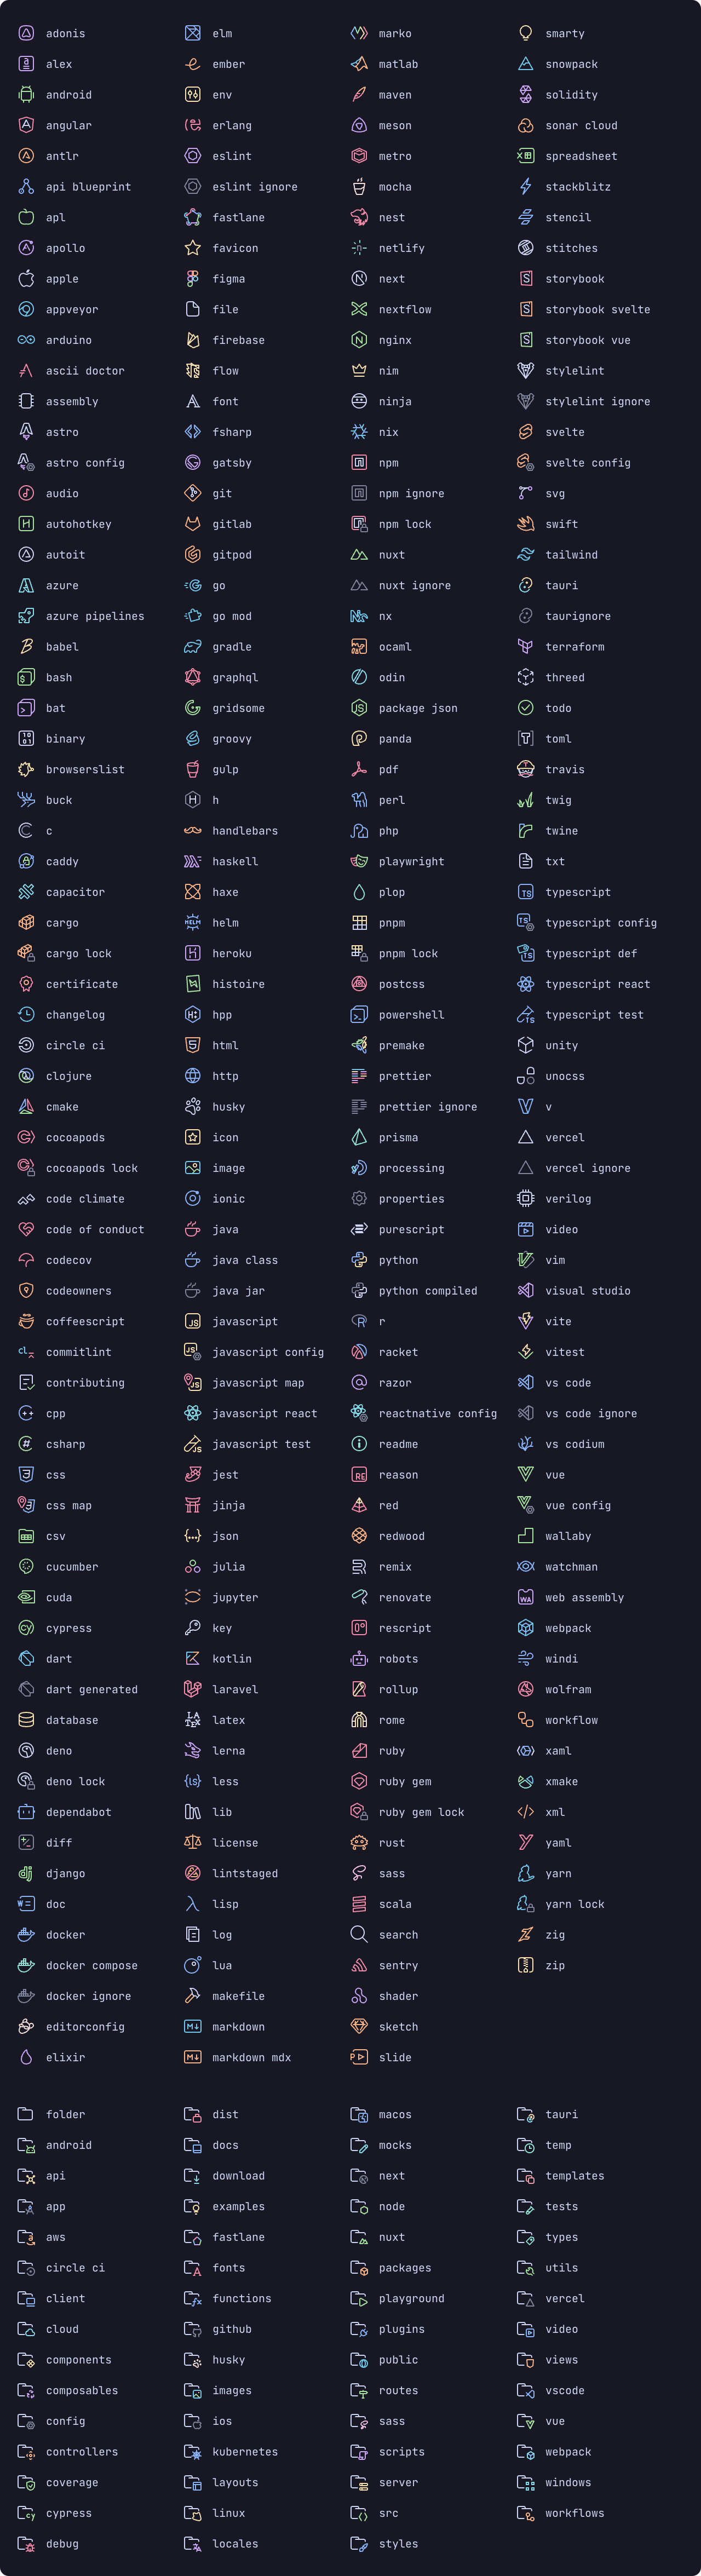 adonis
alex
android
angular
antlr
api blueprint
apl
apollo
apple
appveyor
arduino
ascii doctor
assembly
astro
astro config
audio
autohotkey
autoit
azure
azure pipelines
babel
bash
bat
binary
browserslist
buck
c
caddy
capacitor
cargo
cargo lock
certificate
changelog
circle ci
clojure
cmake
cocoapods
cocoapods lock
code climate
code of conduct
codecov
codeowners
coffeescript
commitlint
contributing
cpp
csharp
css
css map
csv
cucumber
cuda
cypress
dart
dart generated
database
deno
deno lock
dependabot
diff
django
doc
docker
docker compose
docker ignore
editorconfig
elixir
elm
ember
env
erlang
eslint
eslint ignore
fastlane
favicon
figma
file
firebase
flow
font
fsharp
gatsby
git
gitlab
gitpod
go
go mod
gradle
graphql
gridsome
groovy
gulp
h
handlebars
haskell
haxe
helm
heroku
histoire
hpp
html
http
husky
icon
image
ionic
java
java class
java jar
javascript
javascript config
javascript map
javascript react
javascript test
jest
jinja
json
julia
jupyter
key
kotlin
laravel
latex
lerna
less
lib
license
lintstaged
lisp
log
lua
makefile
markdown
markdown mdx
marko
matlab
maven
meson
metro
mocha
nest
netlify
next
nextflow
nginx
nim
ninja
nix
npm
npm ignore
npm lock
nuxt
nuxt ignore
nx
ocaml
odin
package json
panda
pdf
perl
php
playwright
plop
pnpm
pnpm lock
postcss
powershell
premake
prettier
prettier ignore
prisma
processing
properties
purescript
python
python compiled
r
racket
razor
reactnative config
readme
reason
red
redwood
remix
renovate
rescript
robots
rollup
rome
ruby
ruby gem
ruby gem lock
rust
sass
scala
search
sentry
shader
sketch
slide
smarty
snowpack
solidity
sonar cloud
spreadsheet
stackblitz
stencil
stitches
storybook
storybook svelte
storybook vue
stylelint
stylelint ignore
svelte
svelte config
svg
swift
tailwind
tauri
taurignore
terraform
threed
todo
toml
travis
twig
twine
txt
typescript
typescript config
typescript def
typescript react
typescript test
unity
unocss
v
vercel
vercel ignore
verilog
video
vim
visual studio
vite
vitest
vs code
vs code ignore
vs codium
vue
vue config
wallaby
watchman
web assembly
webpack
windi
wolfram
workflow
xaml
xmake
xml
yaml
yarn
yarn lock
zig
zip
folder
android
api
app
aws
circle ci
client
cloud
components
composables
config
controllers
coverage
cypress
debug
dist
docs
download
examples
fastlane
fonts
functions
github
husky
images
ios
kubernetes
layouts
linux
locales
macos
mocks
next
node
nuxt
packages
playground
plugins
public
routes
sass
scripts
server
src
styles
tauri
temp
templates
tests
types
utils
vercel
video
views
vscode
vue
webpack
windows
workflows